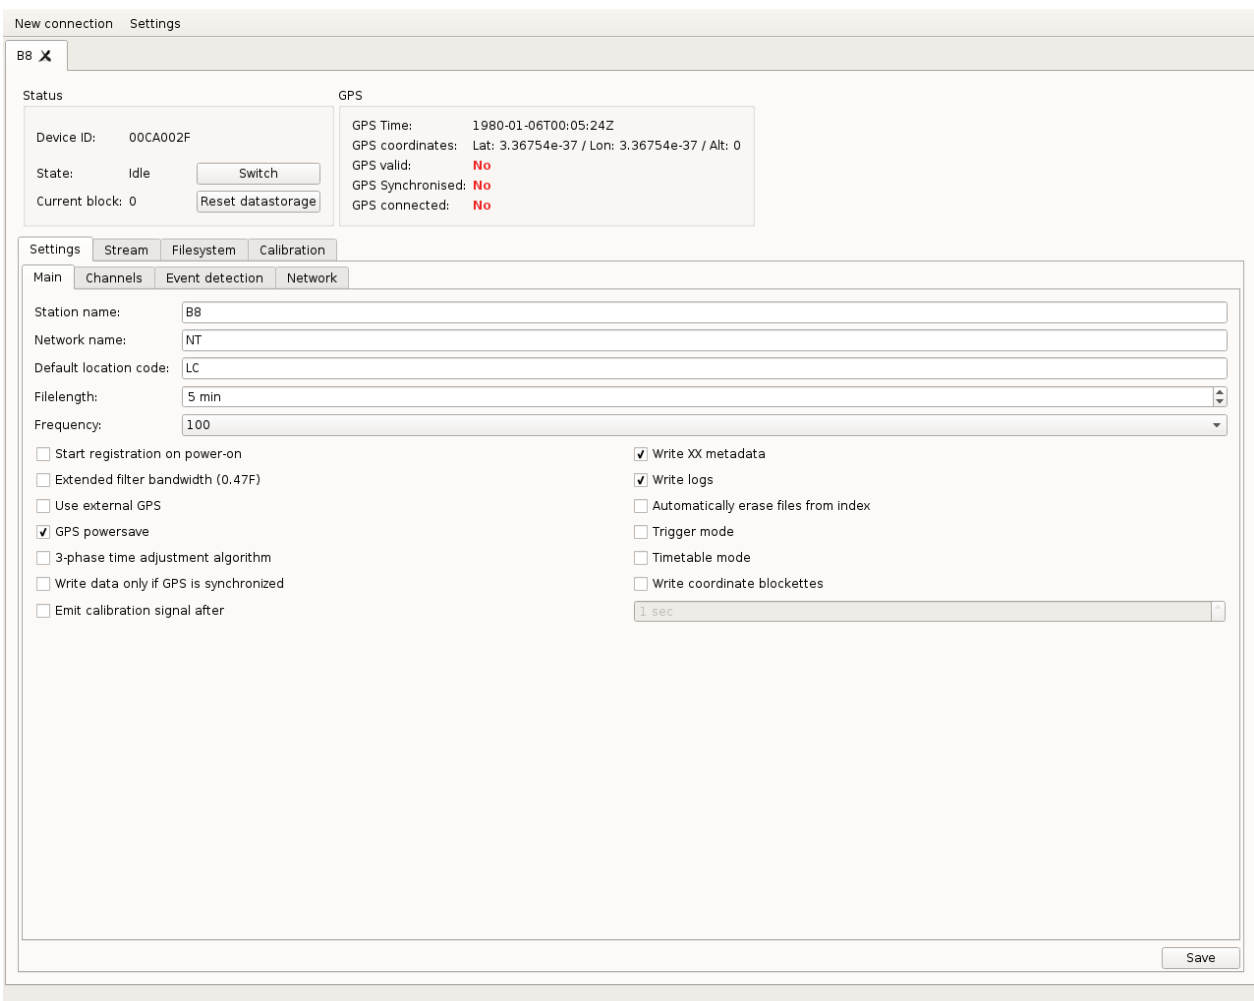 New connection Settings
B8
Status
Device ID: 00CA002F
State: Idle Switch
Current block: 0 Reset datastorage
GPS
GPS Time: 1980-01-06T00:05:24Z
GPS coordinates: Lat: 3.36754e-37 / Lon: 3.36754e-37 / Alt: 0
GPS valid: No
GPS Synchronised: No
GPS connected: No
Settings Stream Filesystem Calibration
Main Channels Event detection Network
Station name: B8
Network name: NT
Default location code: LC
Filelength: 5 min
Frequency: 100
Start registration on power-on
Extended filter bandwidth (0.47F)
Use external GPS
GPS powersave
3-phase time adjustment algorithm
Write data only if GPS is synchronized
Emit calibration signal after
Write XX metadata
Write logs
Automatically erase files from index
Trigger mode
Timetable mode
Write coordinate blockettes
1 sec
Save